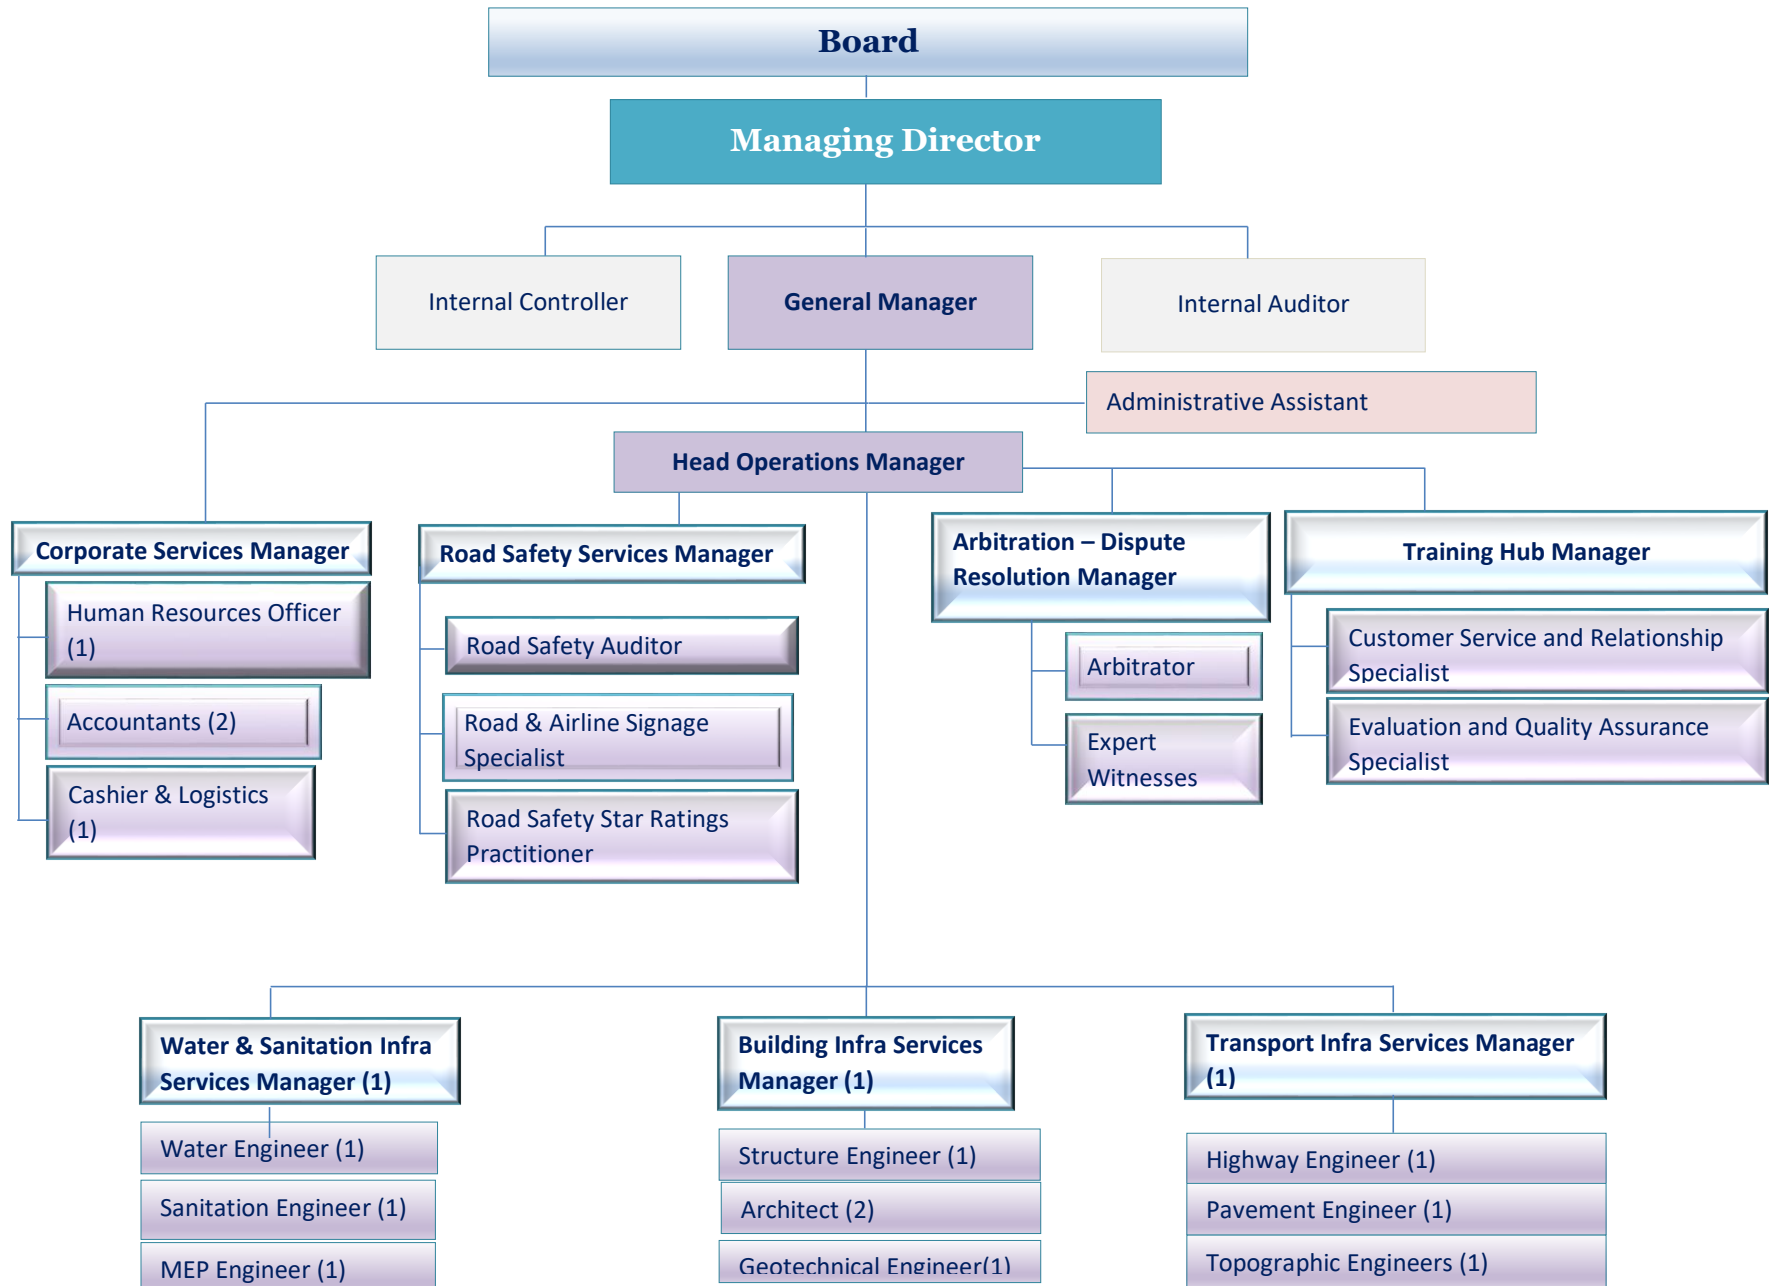 Board
Managing Director
Internal Controller
General Manager
Internal Auditor
Administrative Assistant
Head Operations Manager
Corporate Services Manager
Human Resources Officer
(1)
Accountants (2)
Cashier & Logistics
(1)
Road Safety Services Manager
Road Safety Auditor
Road & Airline Signage
Specialist
Road Safety Star Ratings
Practitioner
Arbitration – Dispute
Resolution Manager
Arbitrator
Expert
Witnesses
Training Hub Manager
Customer Service and Relationship
Specialist
Evaluation and Quality Assurance
Specialist
Water & Sanitation Infra
Services Manager (1)
Water Engineer (1)
Sanitation Engineer (1)
MEP Engineer (1)
Building Infra Services
Manager (1)
Structure Engineer (1)
Architect (2)
Geotechnical Engineer(1)
Transport Infra Services Manager
(1)
Highway Engineer (1)
Pavement Engineer (1)
Topographic Engineers (1)